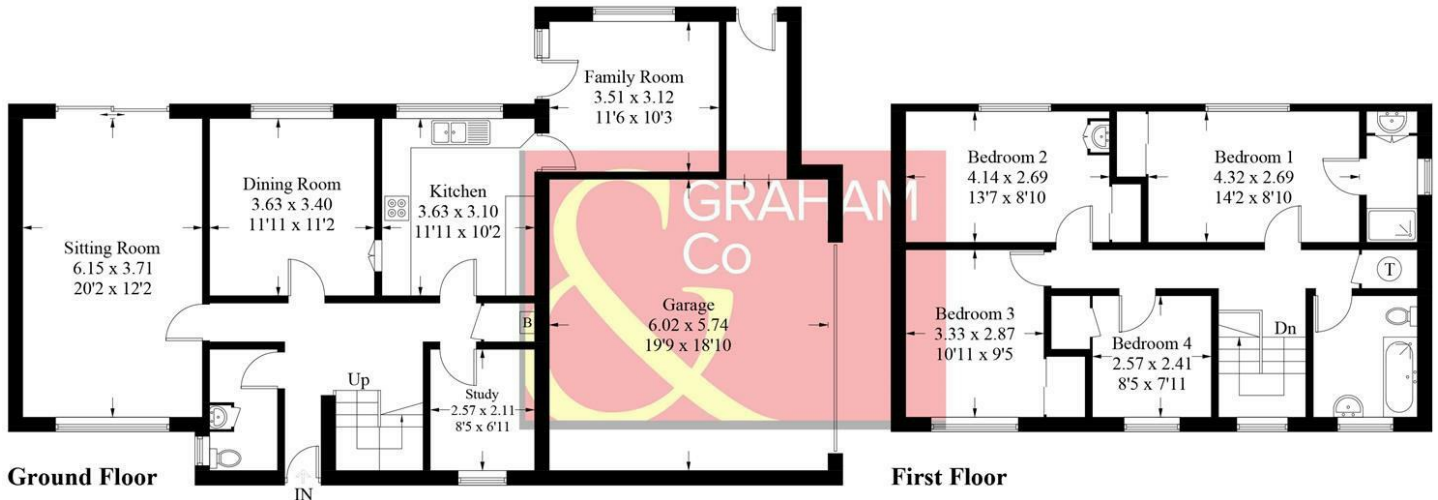 Family Room
3.51 x 3.12
11'6 x 10'3
Dining Room
3.63 x 3.40
11'11 x 11'2
Kitchen
3.63 x 3.10
11'11 x 10'2
Sitting Room
6.15 x 3.71
20'2 x 12'2
GRAHAM
&
Co
Garage
6.02 x 5.74
19'9 x 18'10
B
Up
Study
2.57 x 2.11
8'5 x 6'11
IN
Ground Floor
Bedroom 2
4.14 x 2.69
13'7 x 8'10
Bedroom 1
4.32 x 2.69
14'2 x 8'10
T
Bedroom 3
3.33 x 2.87
10'11 x 9'5
Bedroom 4
2.57 x 2.41
8'5 x 7'11
Dn
First Floor